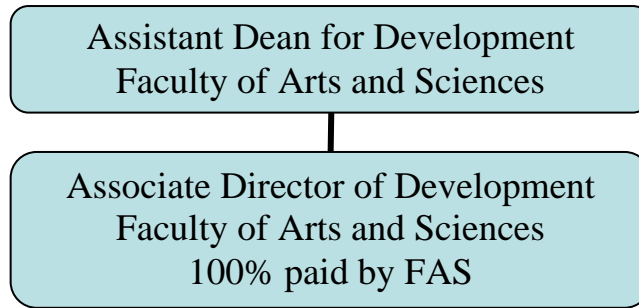 Assistant Dean for Development
Faculty of Arts and Sciences
Associate Director of Development
Faculty of Arts and Sciences
100% paid by FAS